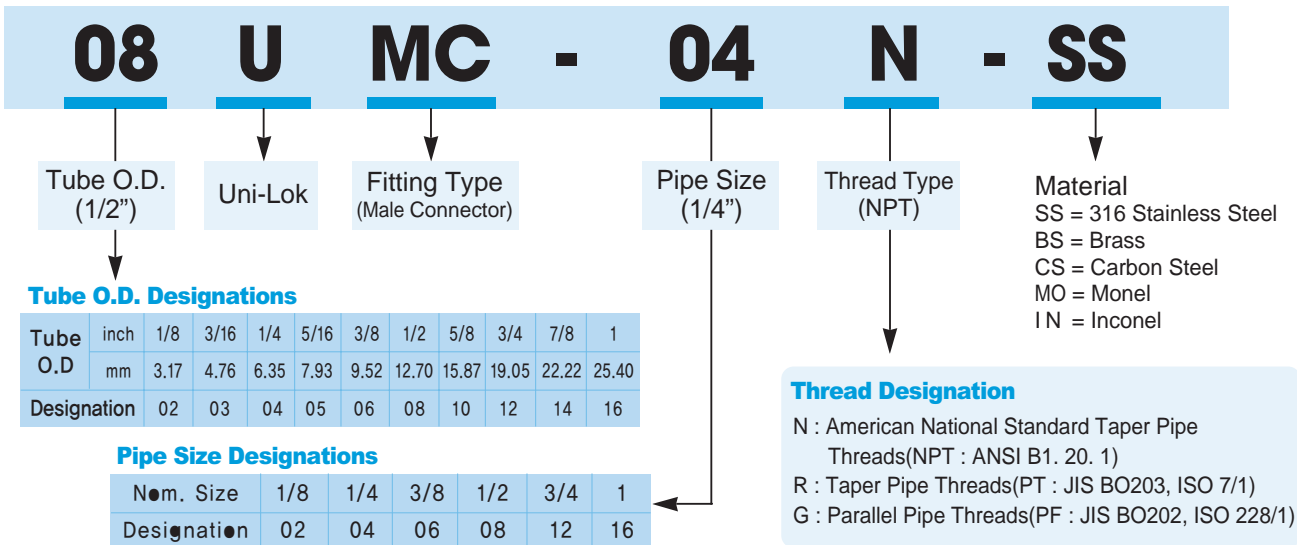 08 U MC - 04 N - SS
Tube O.D.
(1/2”)
Uni-Lok
Fitting Type
(Male Connector)
Pipe Size
(1/4”)
Thread Type
(NPT)
Material
SS = 316 Stainless Steel
BS = Brass
CS = Carbon Steel
MO = Monel
IN = Inconel
Tube O.D. Designations
Tube O.D inch 1/8 3/16 1/4 5/16 3/8 1/2 5/8 3/4 7/8 1
mm 3.17 4.76 6.35 7.93 9.52 12.70 15.87 19.05 22.22 25.40
Designation 02 03 04 05 06 08 10 12 14 16
Pipe Size Designations
Nom. Size 1/8 1/4 3/8 1/2 3/4 1
Designation 02 04 06 08 12 16
Thread Designation
N : American National Standard Taper Pipe
Threads(NPT : ANSI B1. 20. 1)
R : Taper Pipe Threads(PT : JIS BO203, ISO 7/1)
G : Parallel Pipe Threads(PF : JIS BO202, ISO 228/1)